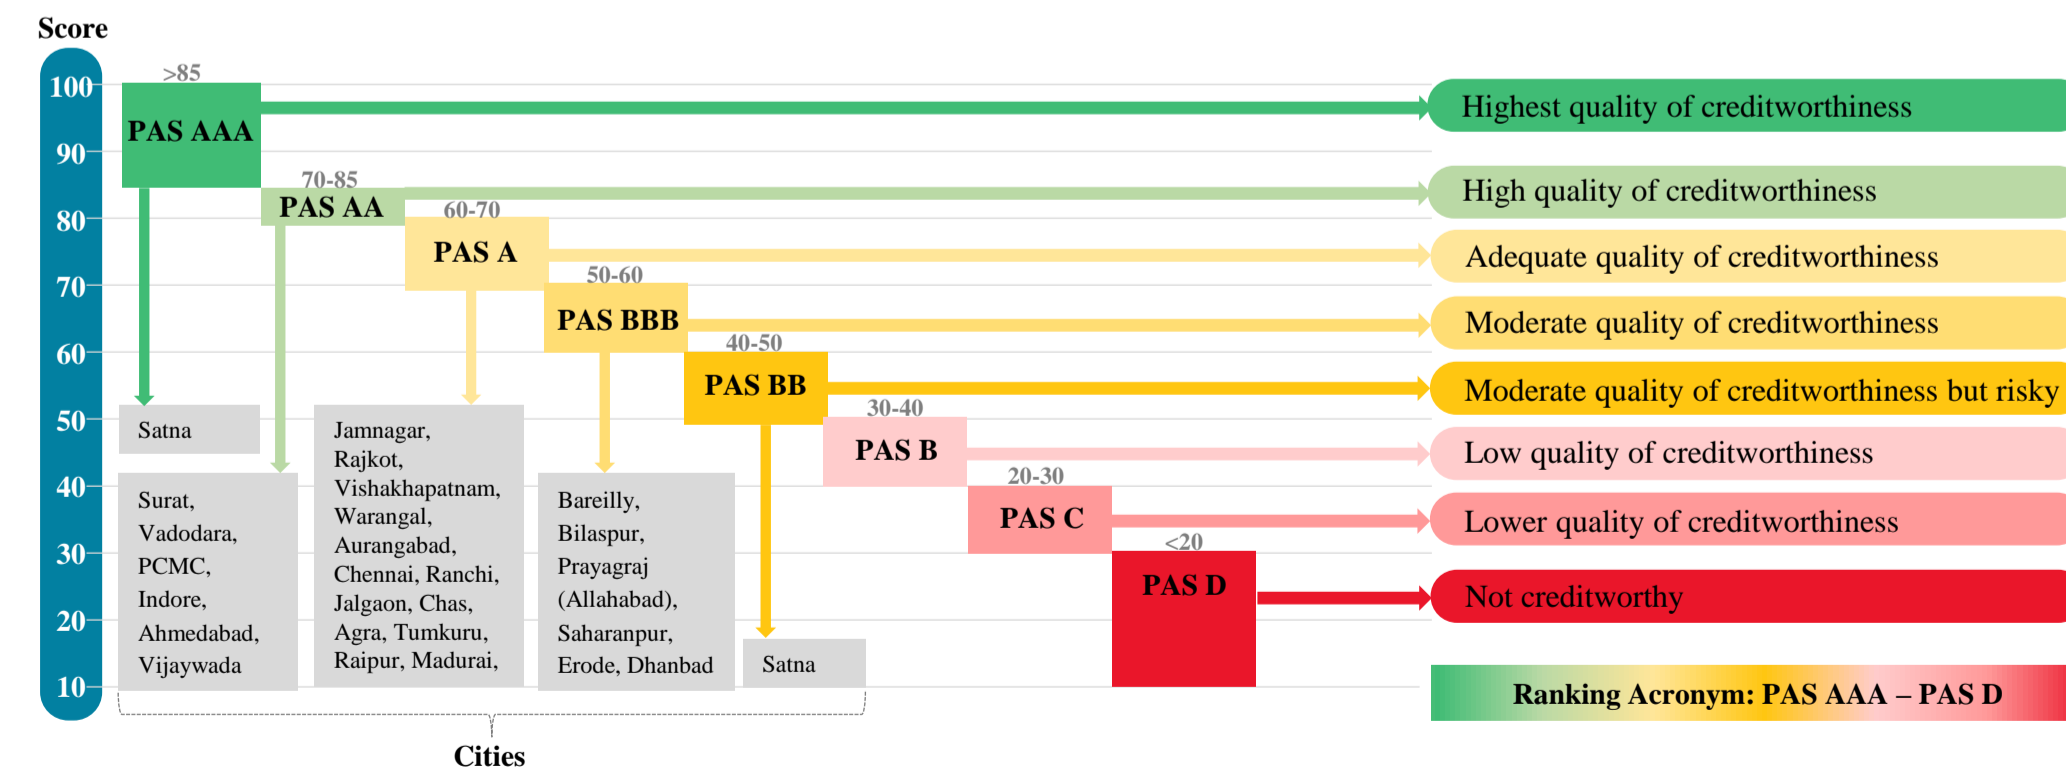 Score
100
90
80
70
60
50
40
30
20
10
>85
PAS AAA
70-85
PAS AA
60-70
PAS A
50-60
PAS BBB
40-50
PAS BB
30-40
PAS B
20-30
PAS C
<20
PAS D
Highest quality of creditworthiness
High quality of creditworthiness
Adequate quality of creditworthiness
Moderate quality of creditworthiness
Moderate quality of creditworthiness but risky
Low quality of creditworthiness
Lower quality of creditworthiness
Not creditworthy
Satna
Surat,
Vadodara,
PCMC,
Indore,
Ahmedabad,
Vijaywada
Jamnagar,
Rajkot,
Vishakhapatnam,
Warangal,
Aurangabad,
Chennai, Ranchi,
Jalgaon, Chas,
Agra, Tumkuru,
Raipur, Madurai,
Bareilly,
Bilaspur,
Prayagraj
(Allahabad),
Saharanpur,
Erode, Dhanbad
Satna
Cities
Ranking Acronym: PAS AAA – PAS D